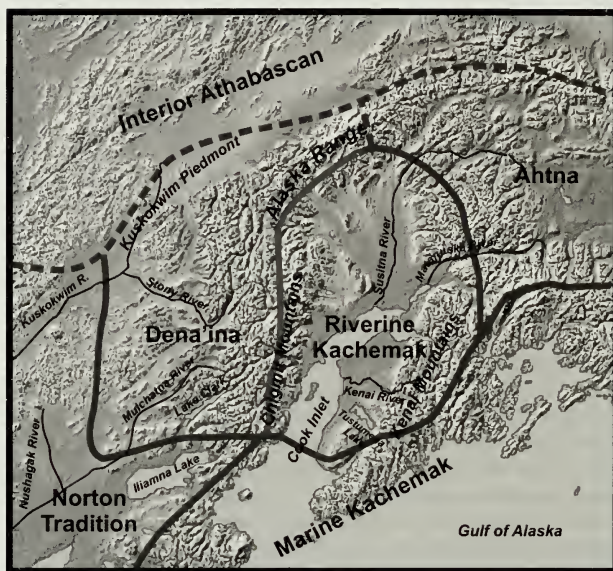 Interior Athabascan
Kuskokwim Piedmont
Alaska Range
Ahtna
Susitna River
Matanuska River
Kuskokwim R.
Stony River
Dena'ina
Riverine
Kachemak
Chigmit Mountains
Mulchatna River
Lake Clark
Kenai River
Kenai Mountains
Cook Inlet
Nushagak River
Iliamna Lake
Norton
Tradition
Marine Kachemak
Gulf of Alaska